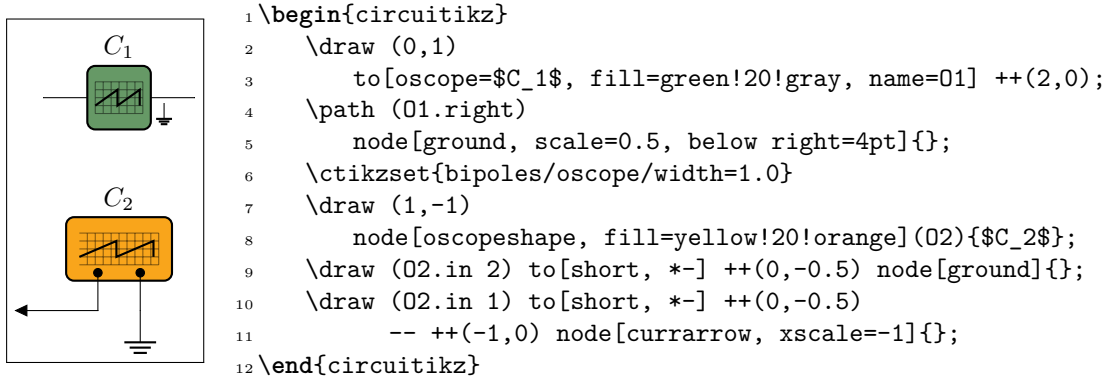 C_1
C_2
1 \begin{circuitikz}
2 \draw (0,1)
3 to[oscope=$C_1$, fill=green!20!gray, name=O1] ++(2,0);
4 \path (O1.right)
5 node[ground, scale=0.5, below right=4pt]{};
6 \ctikzset{bipoles/oscope/width=1.0}
7 \draw (1,-1)
8 node[oscopeshape, fill=yellow!20!orange](O2){$C_2$};
9 \draw (O2.in 2) to[short, *-] ++(0,-0.5) node[ground]{};
10 \draw (O2.in 1) to[short, *-] ++(0,-0.5)
11 -- ++(-1,0) node[currarrow, xscale=-1]{};
12 \end{circuitikz}